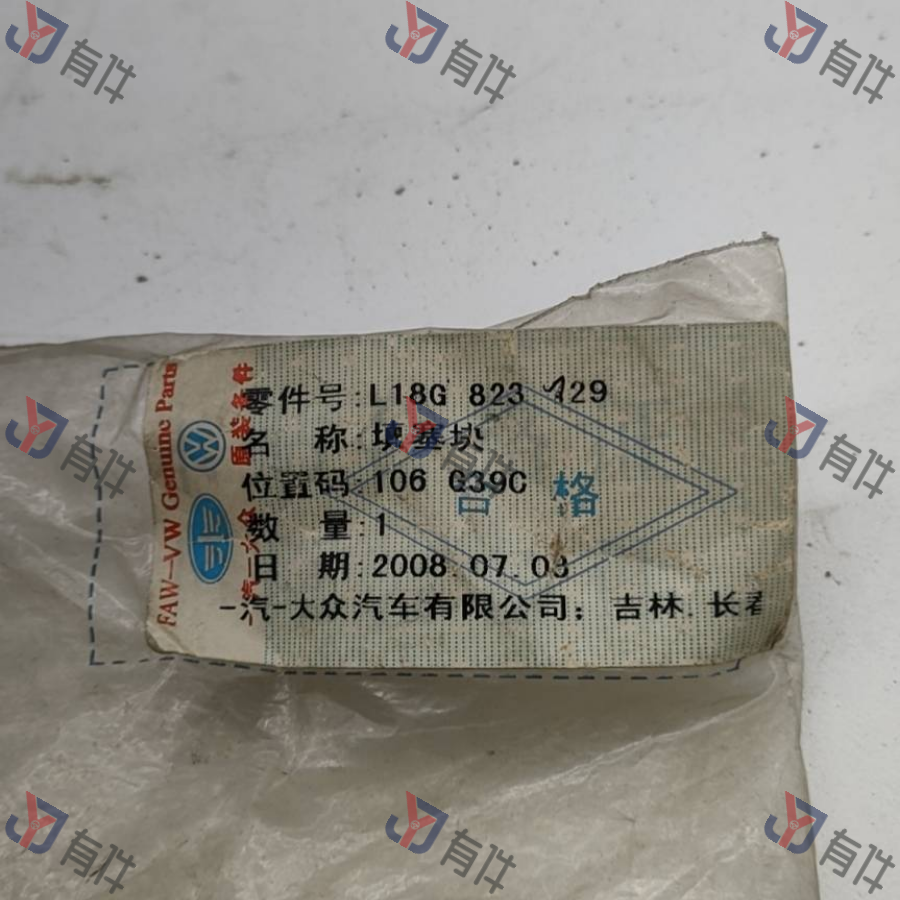 有件
有件
有件
零件号:L18G 823 729
名 称:填塞块
位置码:106 G39C
数 量:1
日 期:2008.07.03
一汽-大众汽车有限公司; 吉林.长春
合格
FAW-VW Genuine Parts
一汽-大众
原装备件
有件
有件
有件
有件
有件
有件